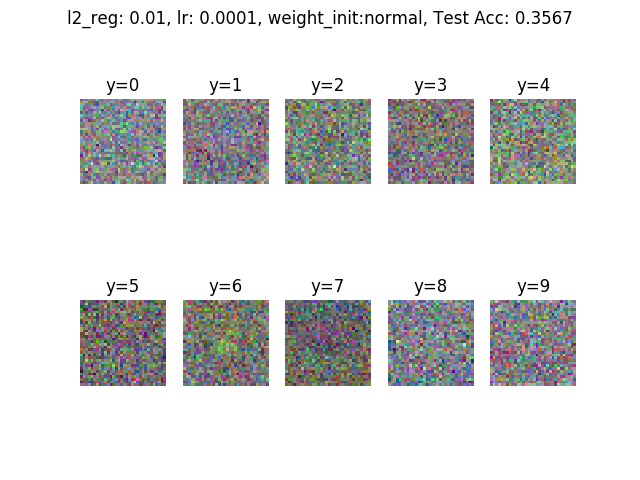 l2_reg: 0.01, lr: 0.0001, weight_init:normal, Test Acc: 0.3567
y=0 y=1 y=2 y=3 y=4
y=5 y=6 y=7 y=8 y=9